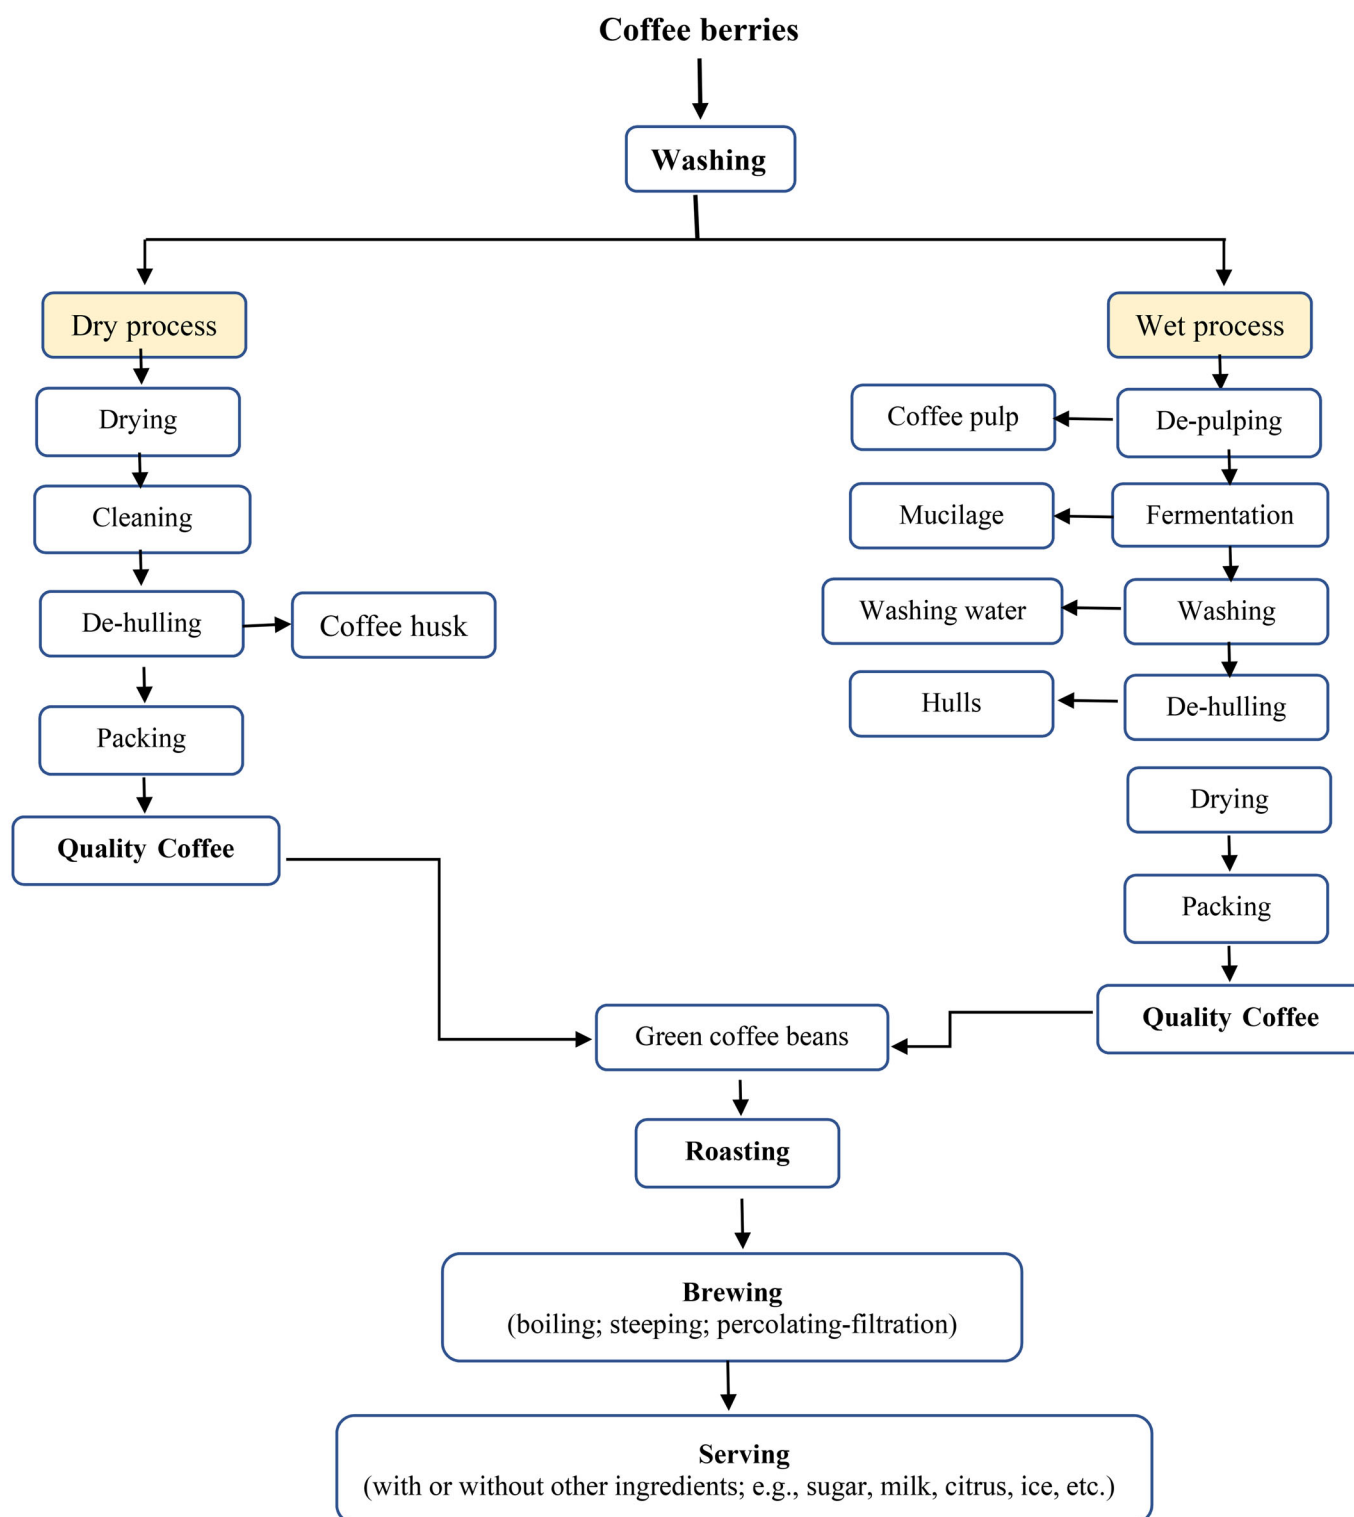 Coffee berries
Washing
Dry process
Drying
Cleaning
De-hulling
Coffee husk
Packing
Quality Coffee
Wet process
De-pulping
Coffee pulp
Fermentation
Mucilage
Washing
Washing water
De-hulling
Hulls
Drying
Packing
Quality Coffee
Green coffee beans
Roasting
Brewing
(boiling; steeping; percolating-filtration)
Serving
(with or without other ingredients; e.g., sugar, milk, citrus, ice, etc.)